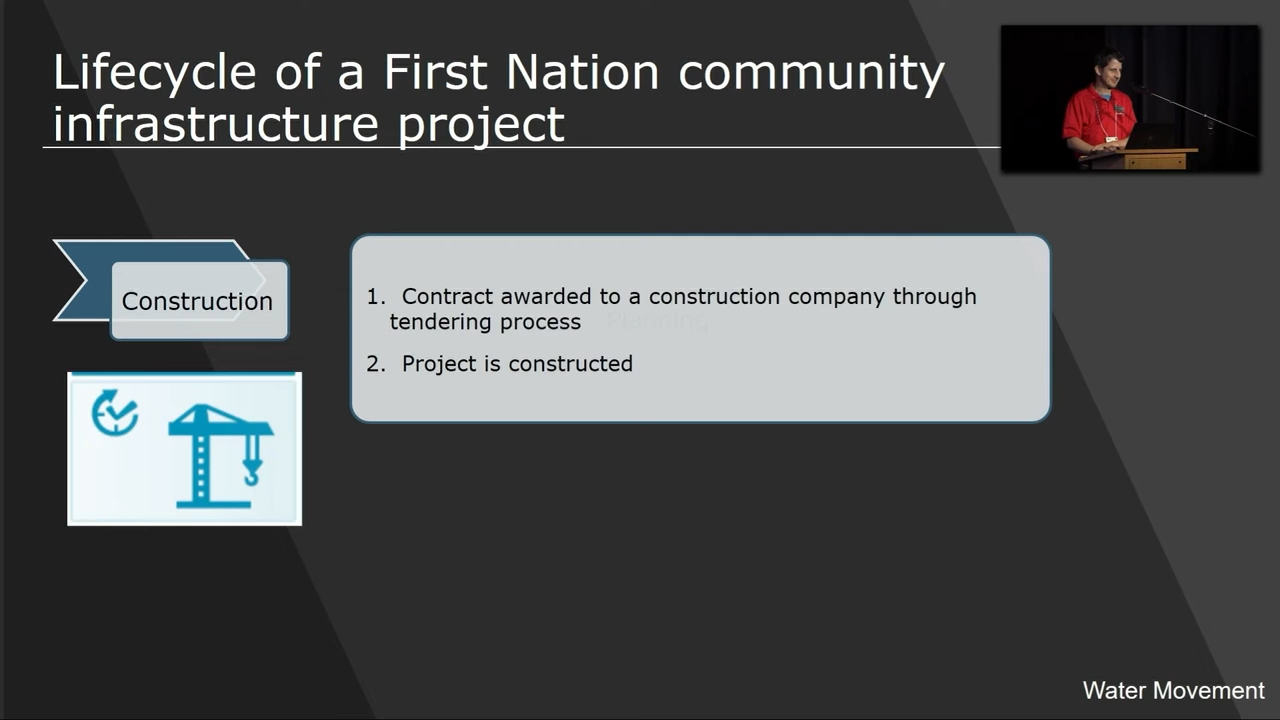 Lifecycle of a First Nation community
infrastructure project
Construction
1. Contract awarded to a construction company through
tendering process
Planning
2. Project is constructed
Water Movement